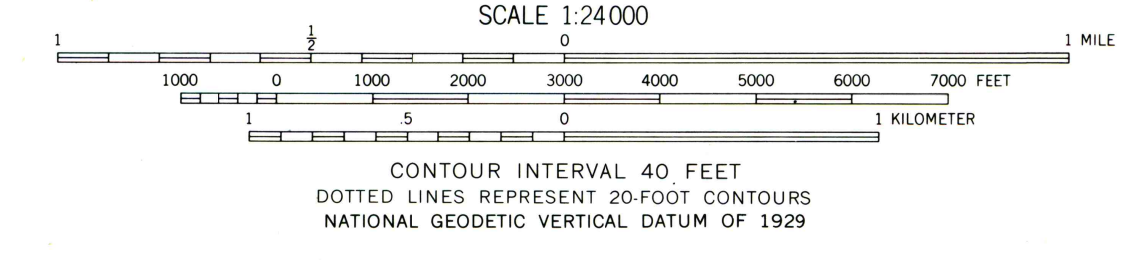 SCALE 1:24 000
1 1/2 0 1 MILE
1000 0 1000 2000 3000 4000 5000 6000 7000 FEET
1 .5 0 1 KILOMETER
CONTOUR INTERVAL 40 FEET
DOTTED LINES REPRESENT 20-FOOT CONTOURS
NATIONAL GEODETIC VERTICAL DATUM OF 1929